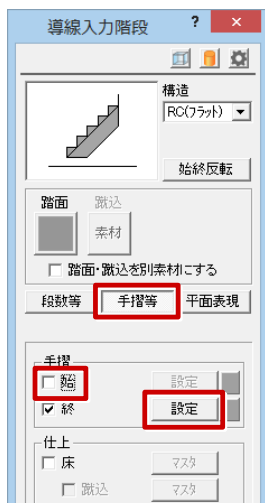 導線入力階段 ? ×
構造
RC(フラット)
始終反転
踏面 蹴込
素材
踏面・蹴込を別素材にする
段数等 手摺等 平面表現
手摺
始 設定
終 設定
仕上
床 マスタ
蹴込 マスタ